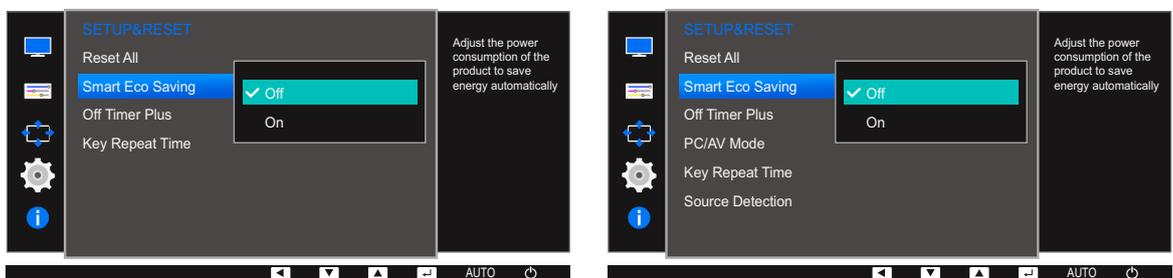 SETUP&RESET
Reset All
Smart Eco Saving
Off Timer Plus
Key Repeat Time
Off
On
Adjust the power
consumption of the
product to save
energy automatically
AUTO
SETUP&RESET
Reset All
Smart Eco Saving
Off Timer Plus
PC/AV Mode
Key Repeat Time
Source Detection
Off
On
Adjust the power
consumption of the
product to save
energy automatically
AUTO